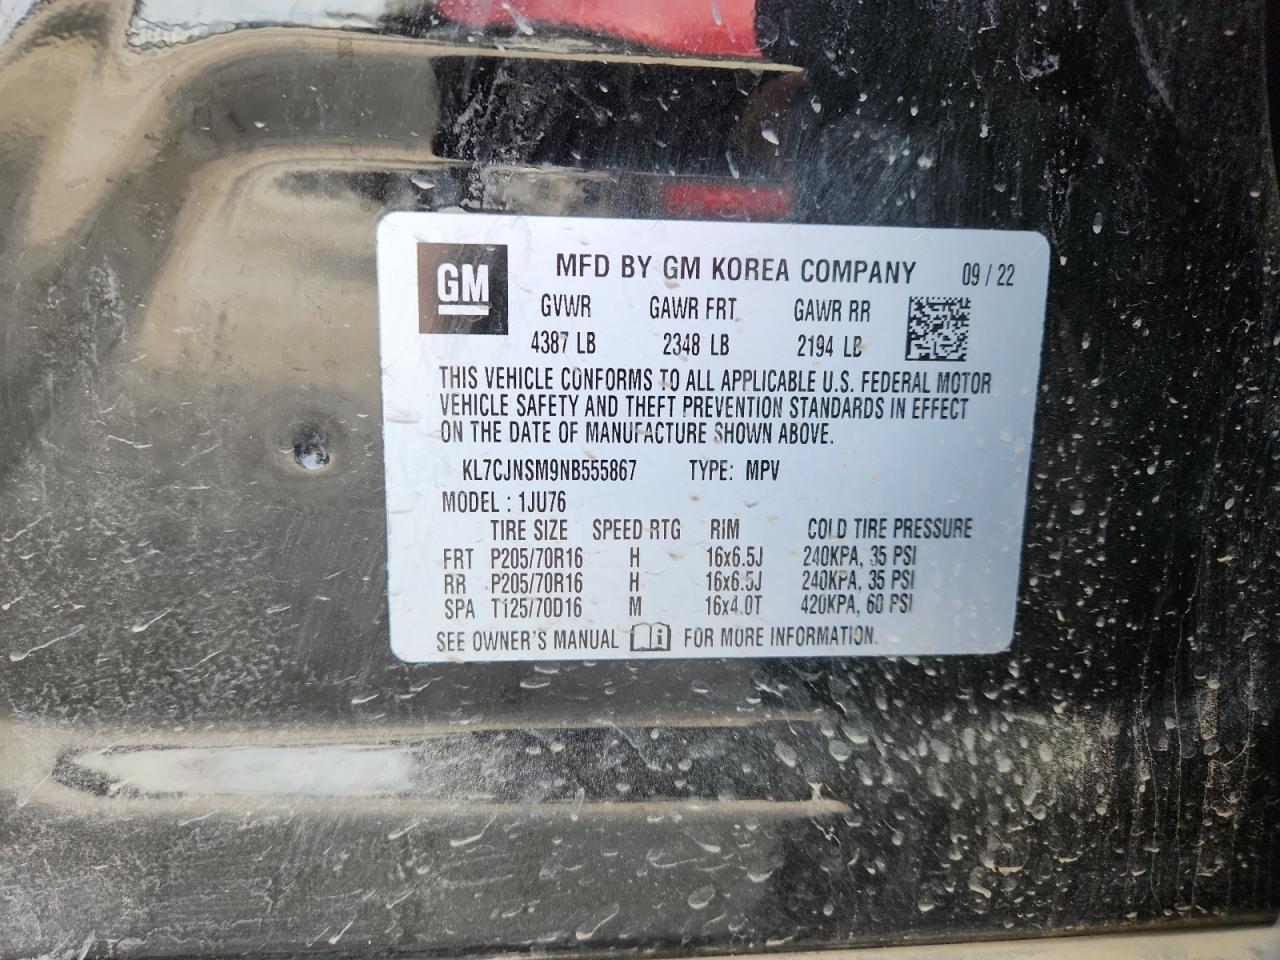 GM
MFD BY GM KOREA COMPANY 09 / 22
GVWR GAWR FRT GAWR RR
4387 LB 2348 LB 2194 LB
THIS VEHICLE CONFORMS TO ALL APPLICABLE U.S. FEDERAL MOTOR
VEHICLE SAFETY AND THEFT PREVENTION STANDARDS IN EFFECT
ON THE DATE OF MANUFACTURE SHOWN ABOVE.
KL7CJNSM9NB555867 TYPE: MPV
MODEL : 1JU76
TIRE SIZE SPEED RTG RIM COLD TIRE PRESSURE
FRT P205/70R16 H 16x6.5J 240KPA, 35 PSI
RR P205/70R16 H 16x6.5J 240KPA, 35 PSI
SPA T125/70D16 M 16x4.0T 420KPA, 60 PSI
SEE OWNER'S MANUAL FOR MORE INFORMATION.